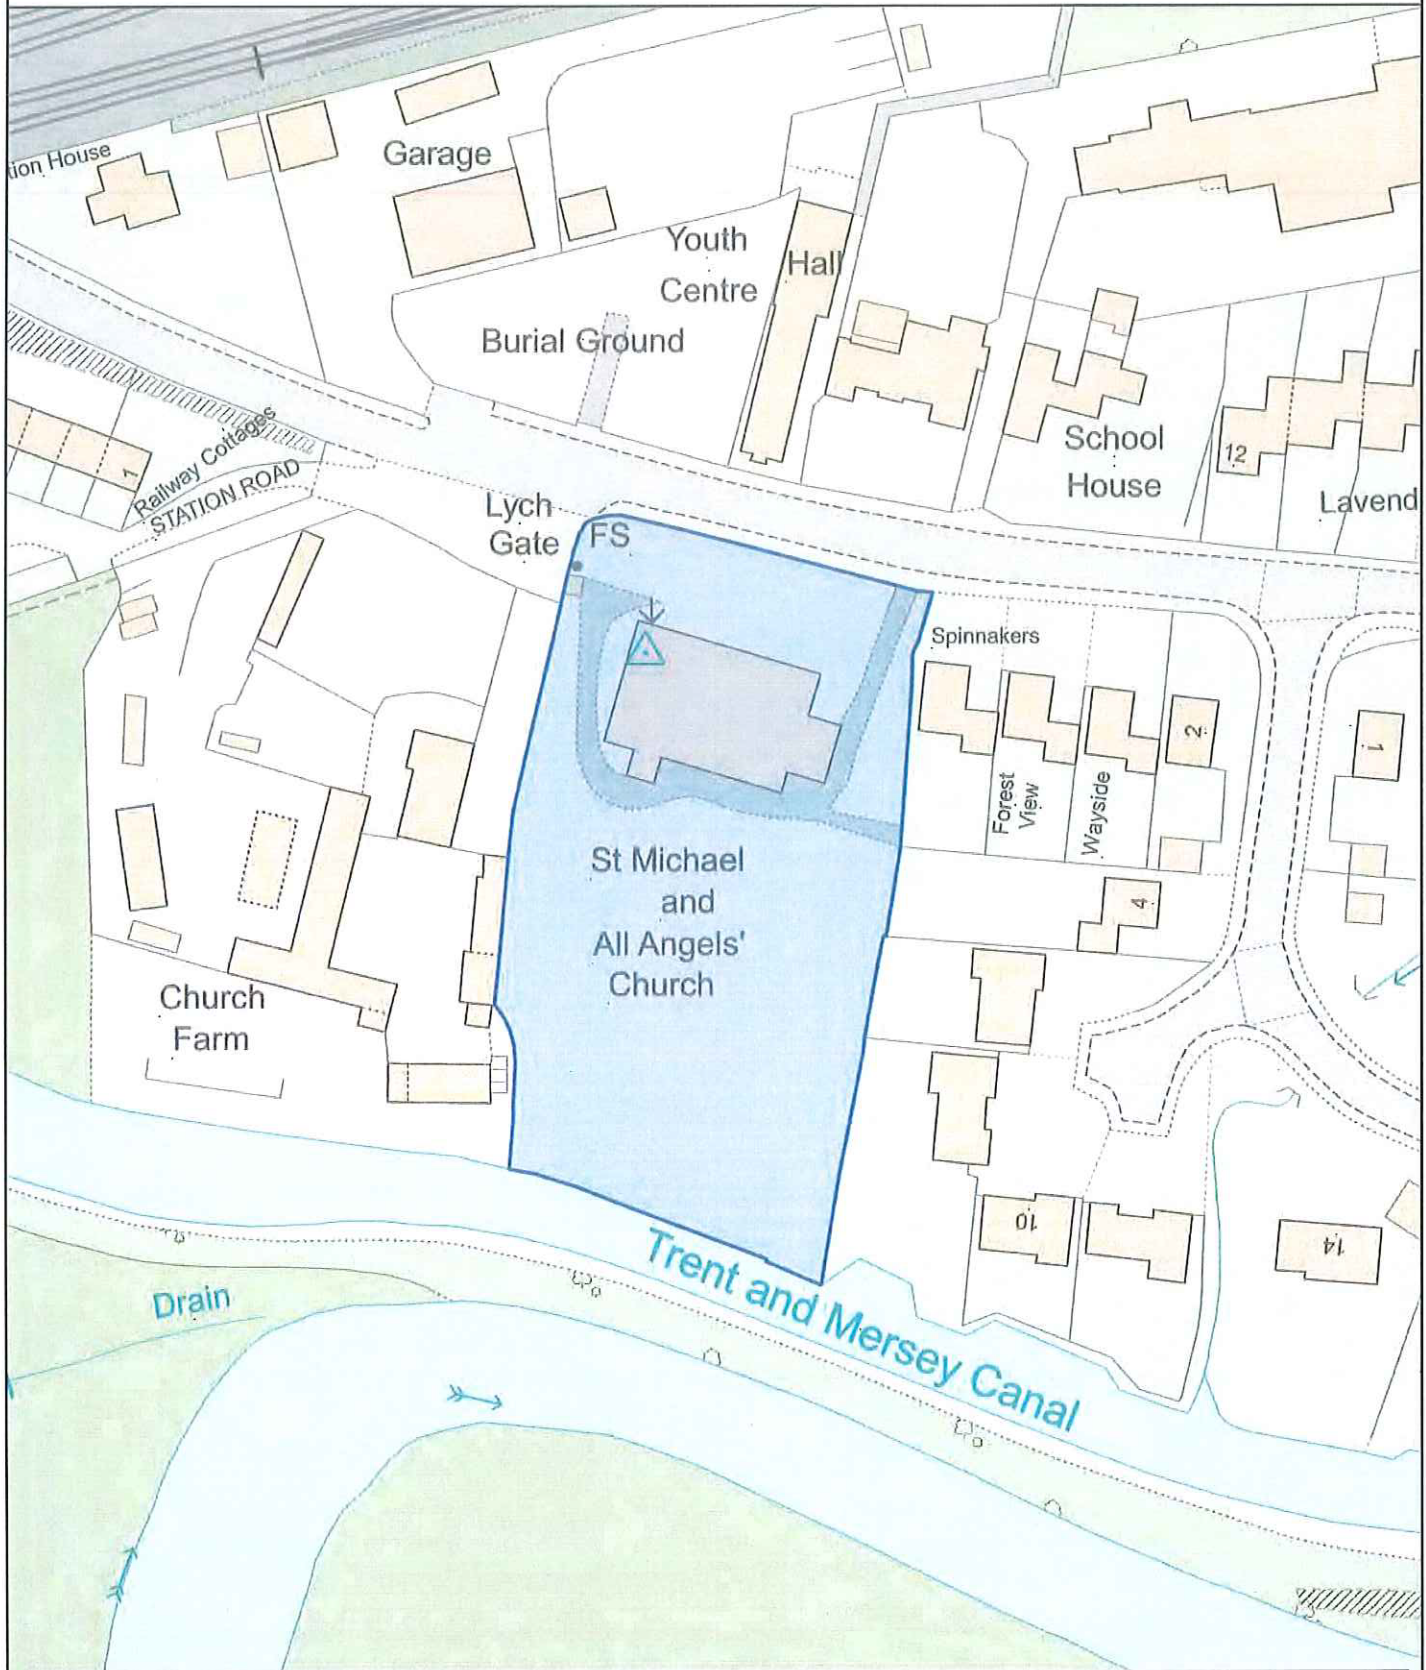 tion House
Garage
Youth
Centre
Hall
Burial Ground
School
House
12
Lavend
1
Railway Cottages
STATION ROAD
Lych
Gate
FS
Spinnakers
2
1
Forest
View
Wayside
4
St Michael
and
All Angels'
Church
Church
Farm
10
14
Trent and Mersey Canal
Drain